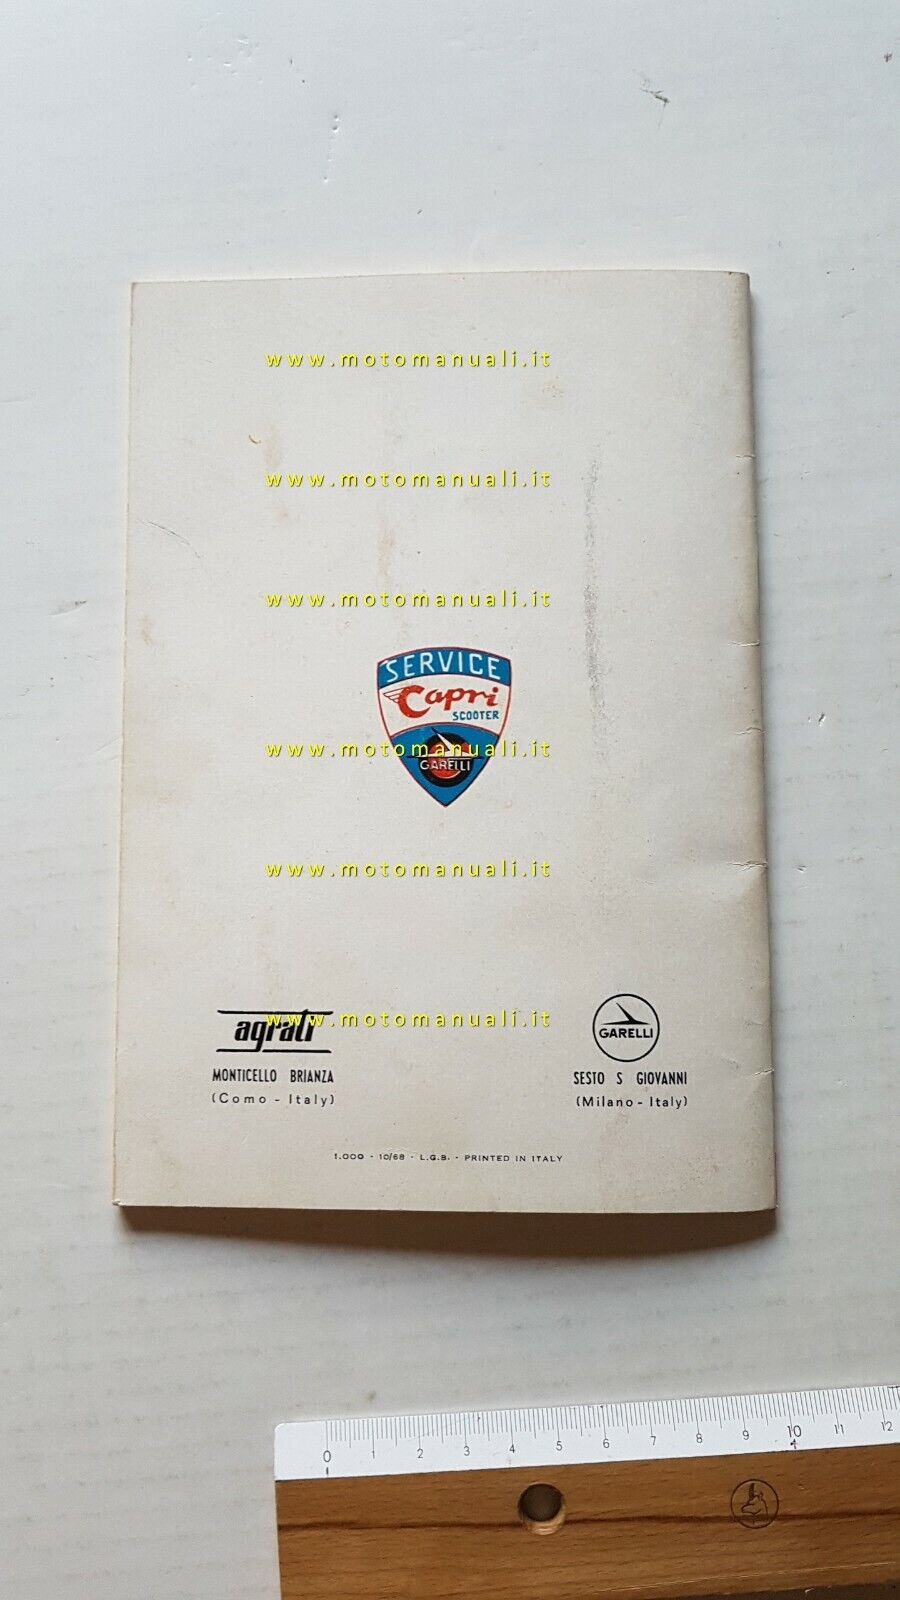 www.motomanuali.it
www.motomanuali.it
www.motomanuali.it
SERVICE
Capri
SCOOTER
www.motomanuali.it
GARELLI
www.motomanuali.it
www.motomanuali.it
agrati
GARELLI
MONTICELLO BRIANZA
(Como - Italy)
SESTO S GIOVANNI
(Milano - Italy)
1.000 - 10/68 - L.G.B. - PRINTED IN ITALY
0 1 2 3 4 5 6 7 8 9 10 11 12